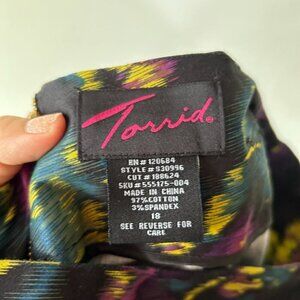 Torrid®
RN# 120684
STYLE# 930996
CUT# 188624
SKU# 555175-004
MADE IN CHINA
97%COTTON
3%SPANDEX
18
SEE REVERSE FOR
CARE